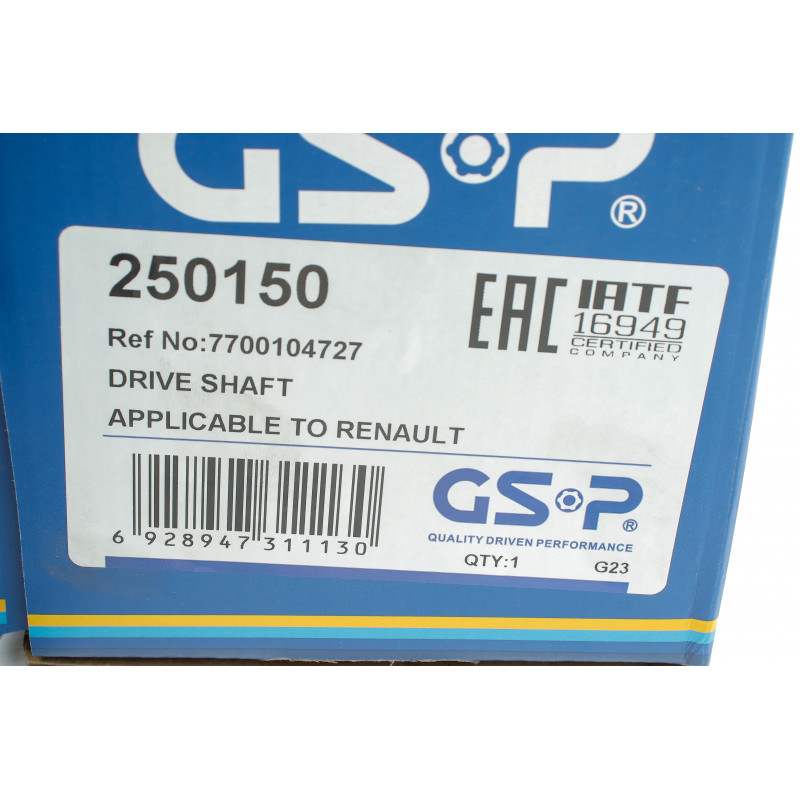 GSP®
250150
Ref No:7700104727
DRIVE SHAFT
APPLICABLE TO RENAULT
EAC
IATF
16949
CERTIFIED
COMPANY
6 928947 311130
GSP®
QUALITY DRIVEN PERFORMANCE
QTY:1 G23